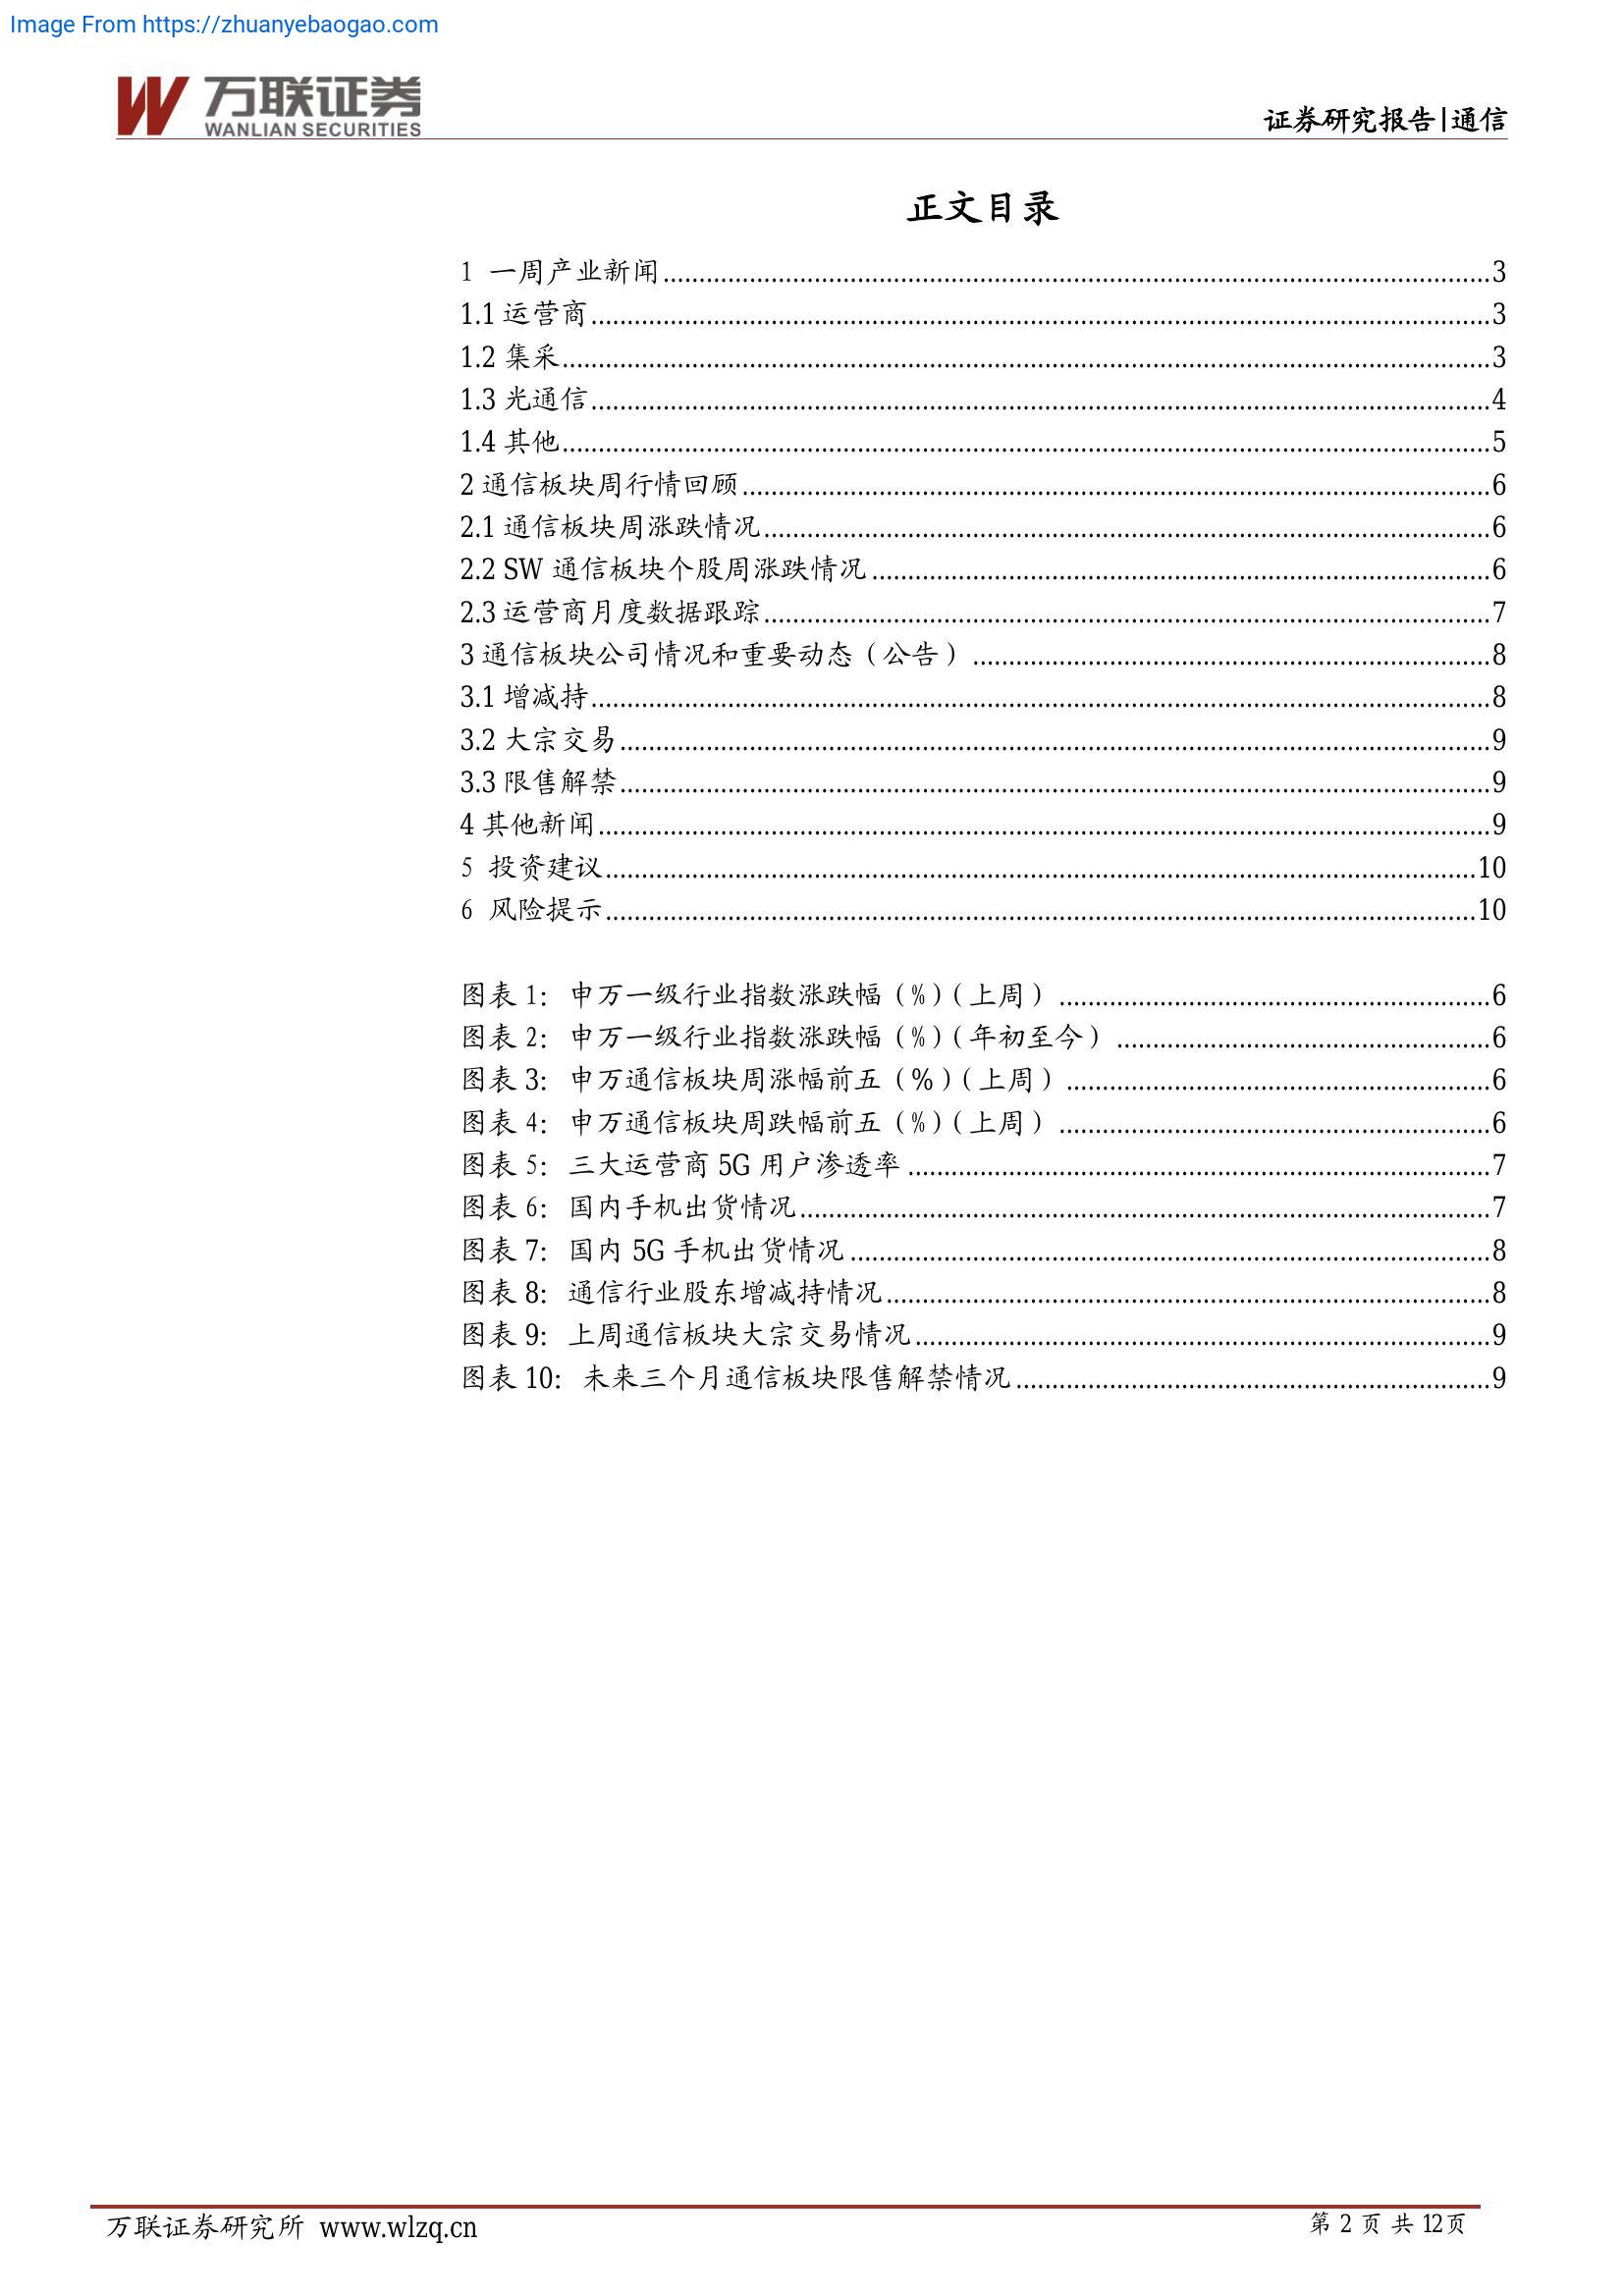 Image From https://zhuanyebaogao.com
万联证券
WANLIAN SECURITIES
证券研究报告|通信
正文目录
1 一周产业新闻...3
1.1 运营商...3
1.2 集采...3
1.3 光通信...4
1.4 其他...5
2 通信板块周行情回顾...6
2.1 通信板块周涨跌情况...6
2.2 SW 通信板块个股周涨跌情况...6
2.3 运营商月度数据跟踪...7
3 通信板块公司情况和重要动态（公告）...8
3.1 增减持...8
3.2 大宗交易...9
3.3 限售解禁...9
4 其他新闻...9
5 投资建议...10
6 风险提示...10
图表 1：申万一级行业指数涨跌幅（%）（上周）...6
图表 2：申万一级行业指数涨跌幅（%）（年初至今）...6
图表 3：申万通信板块周涨幅前五（%）（上周）...6
图表 4：申万通信板块周跌幅前五（%）（上周）...6
图表 5：三大运营商 5G 用户渗透率...7
图表 6：国内手机出货情况...7
图表 7：国内 5G 手机出货情况...8
图表 8：通信行业股东增减持情况...8
图表 9：上周通信板块大宗交易情况...9
图表 10：未来三个月通信板块限售解禁情况...9
万联证券研究所 www.wlzq.cn
第 2 页 共 12页